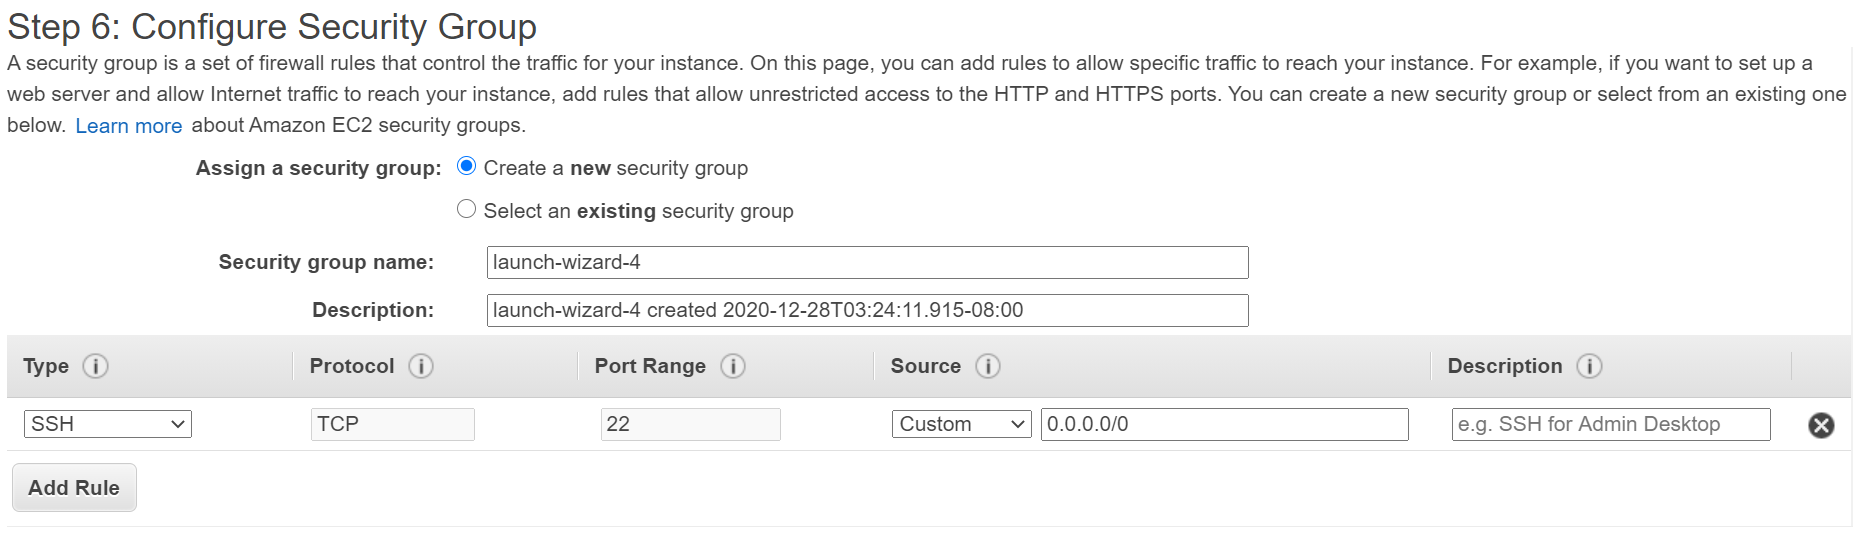 Step 6: Configure Security Group
A security group is a set of firewall rules that control the traffic for your instance. On this page, you can add rules to allow specific traffic to reach your instance. For example, if you want to set up a
web server and allow Internet traffic to reach your instance, add rules that allow unrestricted access to the HTTP and HTTPS ports. You can create a new security group or select from an existing one
below. Learn more about Amazon EC2 security groups.
Assign a security group: Create a new security group
Select an existing security group
Security group name: launch-wizard-4
Description: launch-wizard-4 created 2020-12-28T03:24:11.915-08:00
Type i Protocol i Port Range i Source i Description i
SSH TCP 22 Custom 0.0.0.0/0 e.g. SSH for Admin Desktop
Add Rule